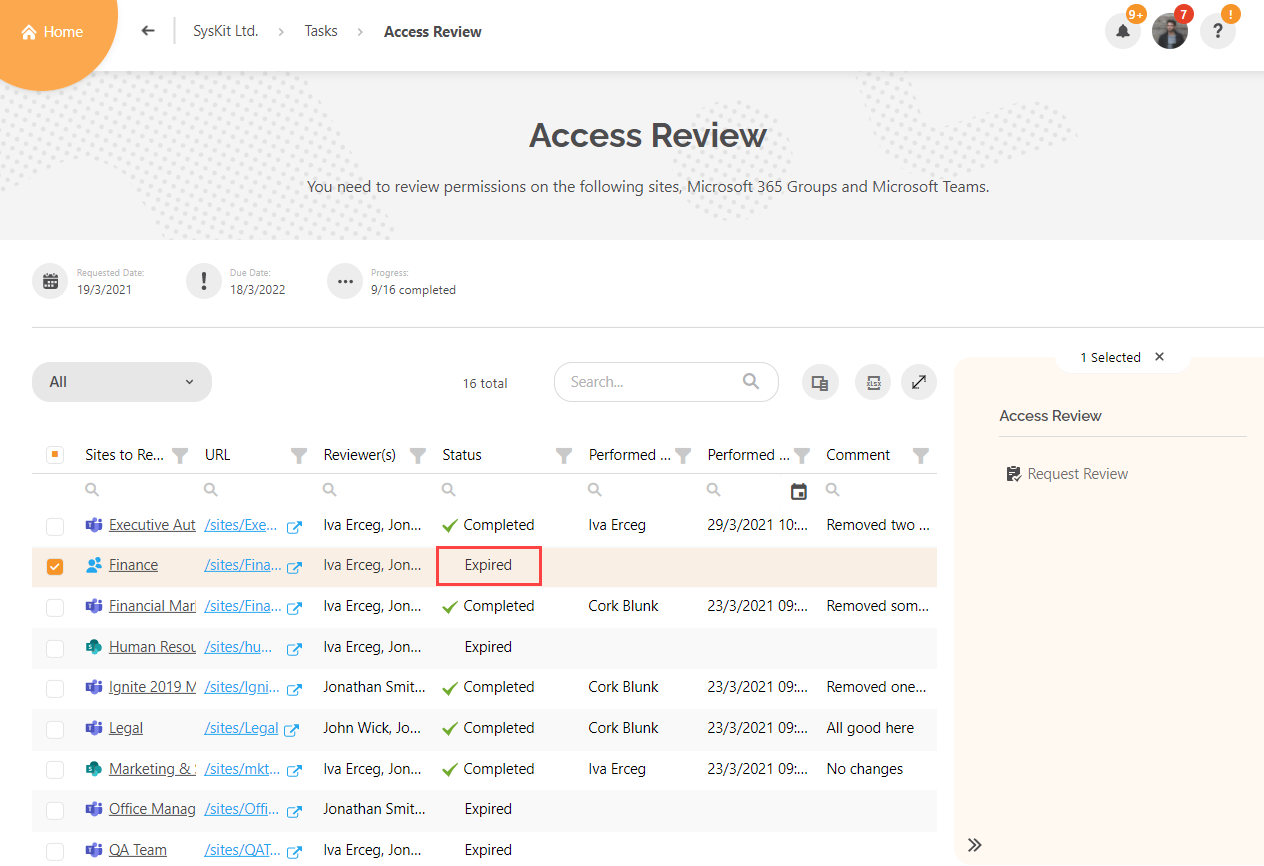 Home
SysKit Ltd. > Tasks > Access Review
9+
7
!
?
Access Review
You need to review permissions on the following sites, Microsoft 365 Groups and Microsoft Teams.
Requested Date:
19/3/2021
Due Date:
18/3/2022
Progress:
9/16 completed
All
16 total
Search...
xlsx
1 Selected
Access Review
Request Review
Sites to Re... URL Reviewer(s) Status Performed ... Performed ... Comment
Executive Aut /sites/Exe... Iva Erceg, Jon... Completed Iva Erceg 29/3/2021 10:... Removed two ...
Finance /sites/Fina... Iva Erceg, Jon... Expired
Financial Mar /sites/Fina... Iva Erceg, Jon... Completed Cork Blunk 23/3/2021 09:... Removed som...
Human Resou /sites/hu... Iva Erceg, Jon... Expired
Ignite 2019 M /sites/Igni... Jonathan Smit... Completed Cork Blunk 23/3/2021 09:... Removed one...
Legal /sites/Legal John Wick, Jo... Completed Cork Blunk 23/3/2021 09:... All good here
Marketing & /sites/mkt... Iva Erceg, Jon... Completed Iva Erceg 23/3/2021 09:... No changes
Office Manag /sites/Offi... Jonathan Smit... Expired
QA Team /sites/QAT... Iva Erceg, Jon... Expired